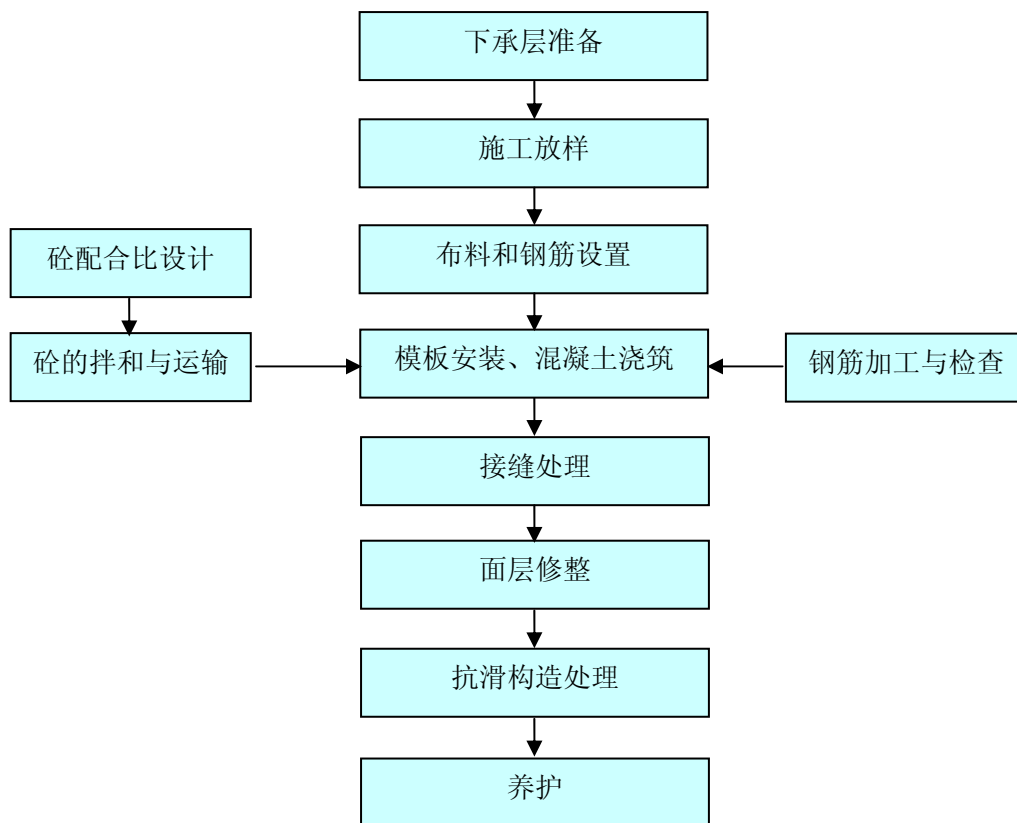 下承层准备
施工放样
布料和钢筋设置
砼配合比设计
砼的拌和与运输
模板安装、混凝土浇筑
钢筋加工与检查
接缝处理
面层修整
抗滑构造处理
养护